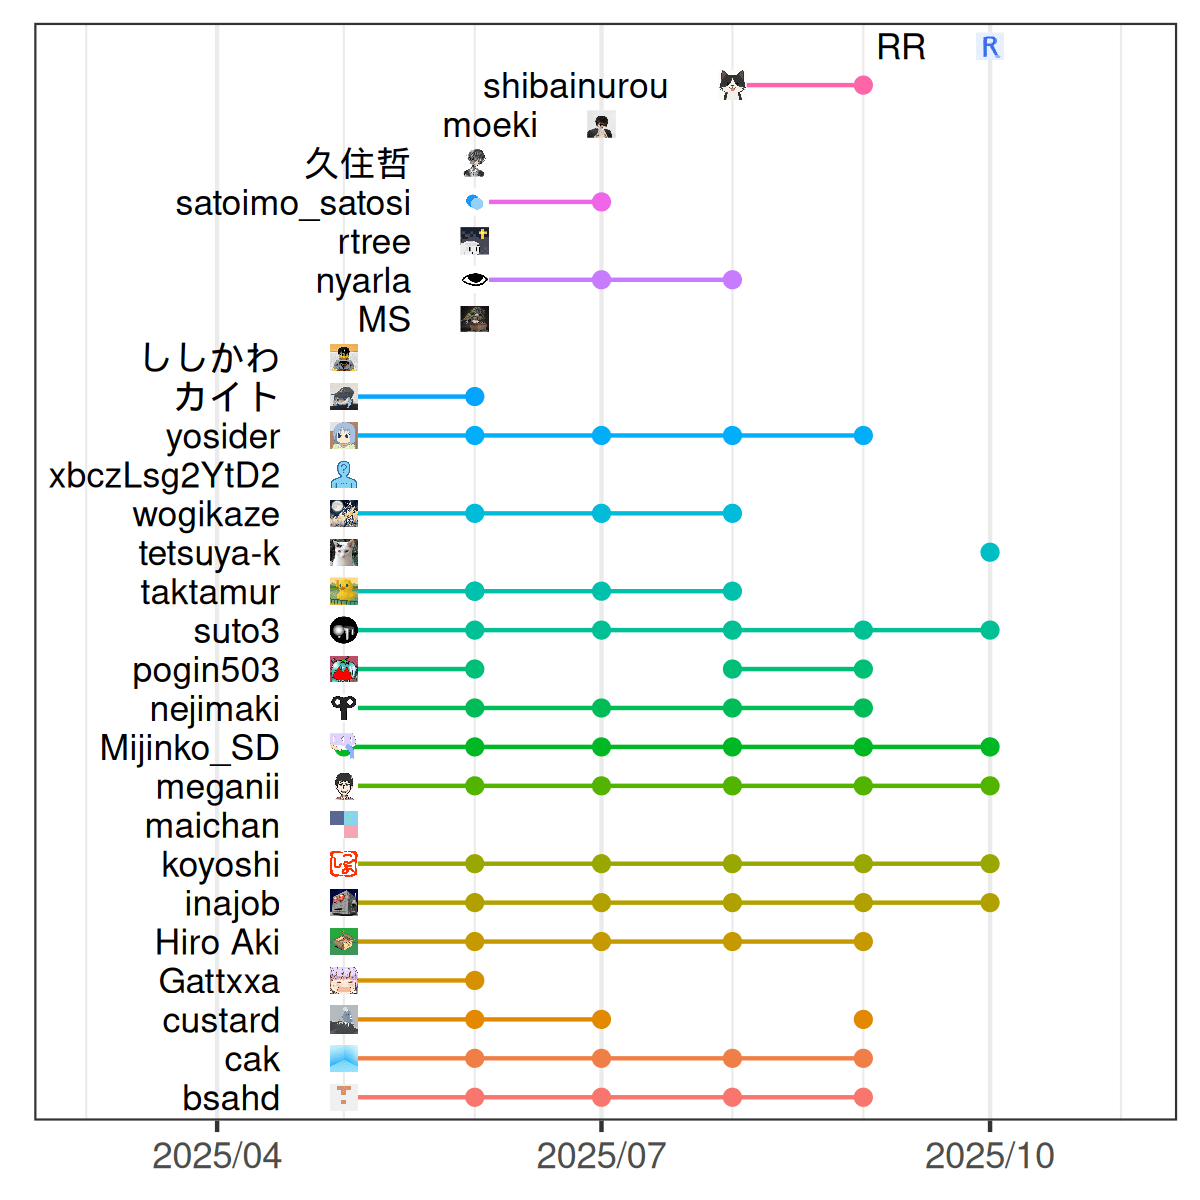 RR
shibainurou
moeki
久住哲
satoimo_satosi
rtree
nyarla
MS
ししかわ
カイト
yosider
xbczLsg2YtD2
wogikaze
tetsuya-k
taktamur
suto3
pogin503
nejimaki
Mijinko_SD
meganii
maichan
koyoshi
inajob
Hiro Aki
Gattxxa
custard
cak
bsahd
2025/04 2025/07 2025/10